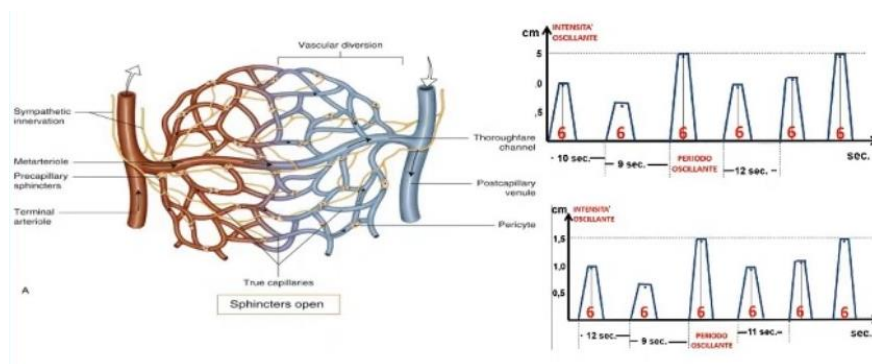 Vascular diversion
Sympathetic
innervation
Metarteriole
Precapillary
sphincters
Terminal
arteriole
Thoroughfare
channel
Postcapillary
venule
Pericyte
True capillaries
A
Sphincters open
cm
INTENSITA'
OSCILLANTE
5
,0
,5
6 6 6 6 6 6
- 10 sec.
9 sec.
PERIODO
OSCILLANTE
12 sec. -
sec.
cm
INTENSITA'
OSCILLANTE
1,5
1,0
0,5
6 6 6 6 6 6
- 12 sec.
9 sec.
PERIODO
OSCILLANTE
-11 sec.-
sec.